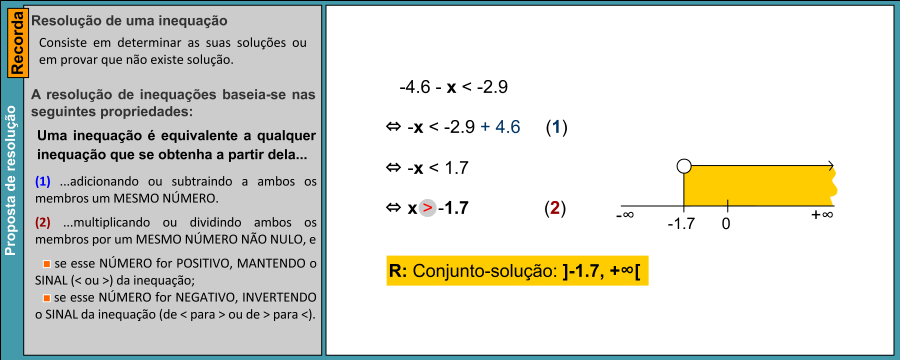 Recorda
Proposta de resolução
Resolução de uma inequação
Consiste em determinar as suas soluções ou
em provar que não existe solução.
A resolução de inequações baseia-se nas
seguintes propriedades:
Uma inequação é equivalente a qualquer
inequação que se obtenha a partir dela...
(1) ...adicionando ou subtraindo a ambos os
membros um MESMO NÚMERO.
(2) ...multiplicando ou dividindo ambos os
membros por um MESMO NÚMERO NÃO NULO, e
se esse NÚMERO for POSITIVO, MANTENDO o
SINAL (< ou >) da inequação;
se esse NÚMERO for NEGATIVO, INVERTENDO
o SINAL da inequação (de < para > ou de > para <).
-4.6 - x < -2.9
⇔ -x < -2.9 + 4.6 (1)
⇔ -x < 1.7
⇔ x > -1.7 (2)
R: Conjunto-solução: ]-1.7, +∞[
-∞ -1.7 0 +∞